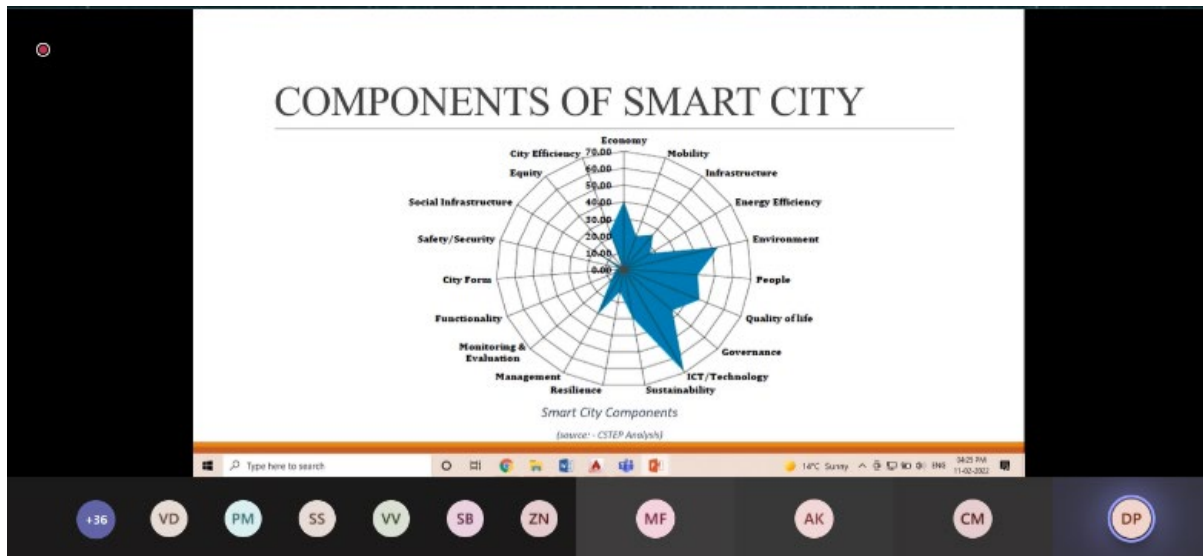 COMPONENTS OF SMART CITY
Economy
City Efficiency 70.00 Mobility
Equity 60.00 Infrastructure
50.00
Social Infrastructure 40.00 Energy Efficiency
30.00
Safety/Security 20.00 Environment
10.00
City Form 0.00 People
Functionality Quality of life
Monitoring &
Evaluation Governance
Management ICT/Technology
Resilience Sustainability
Smart City Components
(source: - CSTEP Analysis)
Type here to search 14°C Sunny ENG 04:25 PM
11-02-2022
+36 VD PM SS VV SB ZN MF AK CM DP